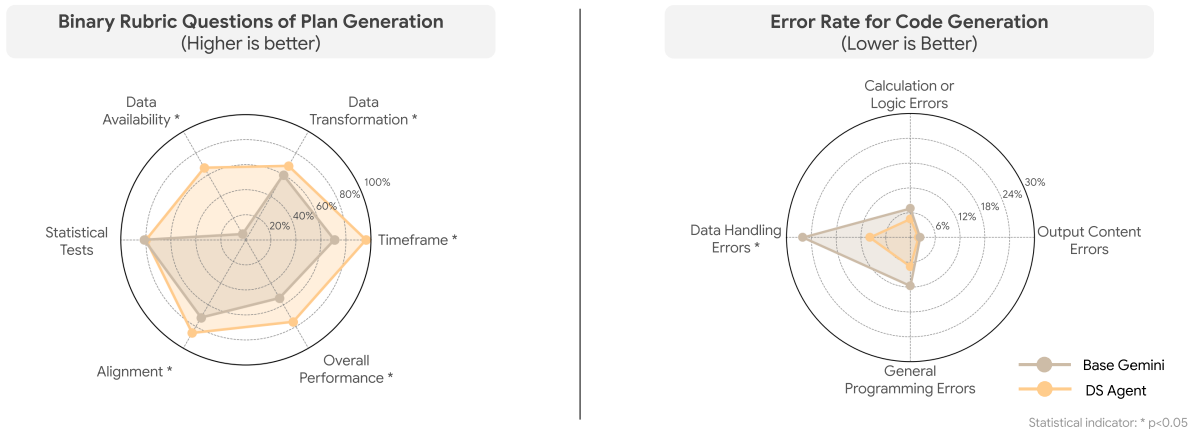 Binary Rubric Questions of Plan Generation
(Higher is better)
Data
Availability *
Data
Transformation *
100%
80%
60%
40%
20%
Statistical
Tests
Timeframe *
Alignment *
Overall
Performance *
Error Rate for Code Generation
(Lower is Better)
Calculation or
Logic Errors
30%
24%
18%
12%
6%
Data Handling
Errors *
Output Content
Errors
General
Programming Errors
Base Gemini
DS Agent
Statistical indicator: * p<0.05